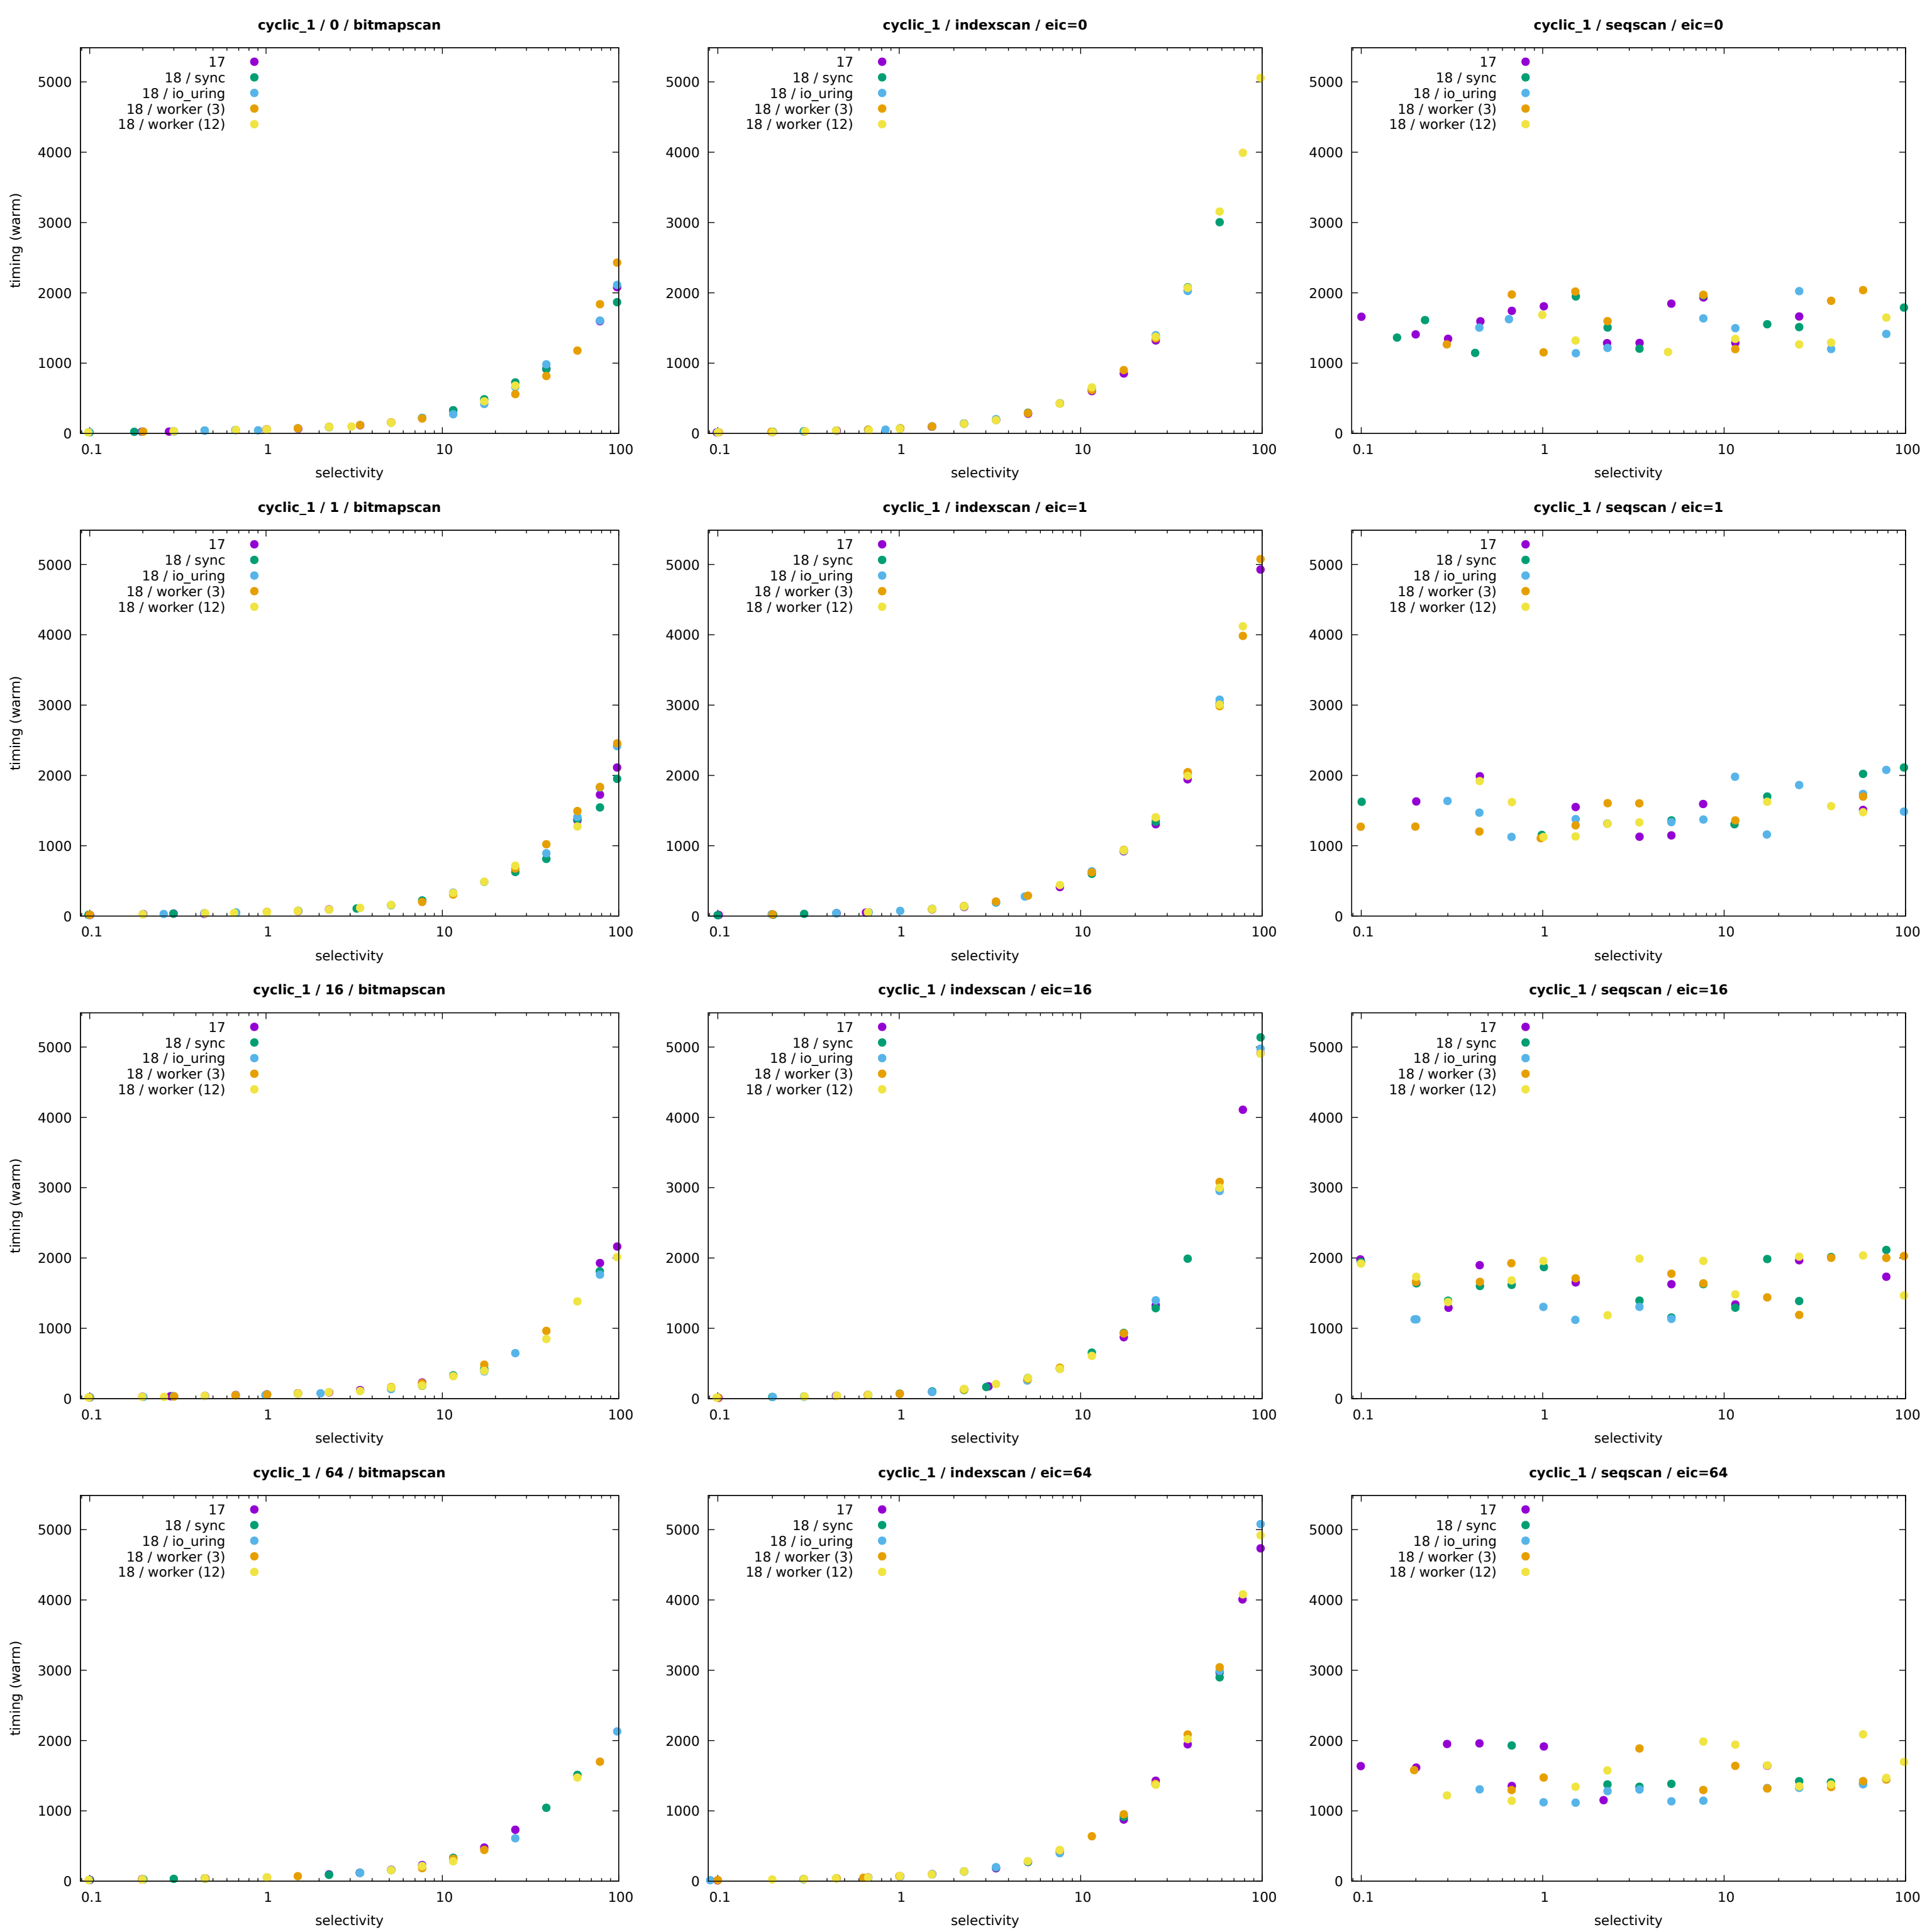 cyclic_1 / 0 / bitmapscan
timing (warm)
5000
4000
3000
2000
1000
0
17
18 / sync
18 / io_uring
18 / worker (3)
18 / worker (12)
0.1 1 10 100
selectivity
cyclic_1 / indexscan / eic=0
5000
4000
3000
2000
1000
0
17
18 / sync
18 / io_uring
18 / worker (3)
18 / worker (12)
0.1 1 10 100
selectivity
cyclic_1 / seqscan / eic=0
5000
4000
3000
2000
1000
0
17
18 / sync
18 / io_uring
18 / worker (3)
18 / worker (12)
0.1 1 10 100
selectivity
cyclic_1 / 1 / bitmapscan
timing (warm)
5000
4000
3000
2000
1000
0
17
18 / sync
18 / io_uring
18 / worker (3)
18 / worker (12)
0.1 1 10 100
selectivity
cyclic_1 / indexscan / eic=1
5000
4000
3000
2000
1000
0
17
18 / sync
18 / io_uring
18 / worker (3)
18 / worker (12)
0.1 1 10 100
selectivity
cyclic_1 / seqscan / eic=1
5000
4000
3000
2000
1000
0
17
18 / sync
18 / io_uring
18 / worker (3)
18 / worker (12)
0.1 1 10 100
selectivity
cyclic_1 / 16 / bitmapscan
timing (warm)
5000
4000
3000
2000
1000
0
17
18 / sync
18 / io_uring
18 / worker (3)
18 / worker (12)
0.1 1 10 100
selectivity
cyclic_1 / indexscan / eic=16
5000
4000
3000
2000
1000
0
17
18 / sync
18 / io_uring
18 / worker (3)
18 / worker (12)
0.1 1 10 100
selectivity
cyclic_1 / seqscan / eic=16
5000
4000
3000
2000
1000
0
17
18 / sync
18 / io_uring
18 / worker (3)
18 / worker (12)
0.1 1 10 100
selectivity
cyclic_1 / 64 / bitmapscan
timing (warm)
5000
4000
3000
2000
1000
0
17
18 / sync
18 / io_uring
18 / worker (3)
18 / worker (12)
0.1 1 10 100
selectivity
cyclic_1 / indexscan / eic=64
5000
4000
3000
2000
1000
0
17
18 / sync
18 / io_uring
18 / worker (3)
18 / worker (12)
0.1 1 10 100
selectivity
cyclic_1 / seqscan / eic=64
5000
4000
3000
2000
1000
0
17
18 / sync
18 / io_uring
18 / worker (3)
18 / worker (12)
0.1 1 10 100
selectivity